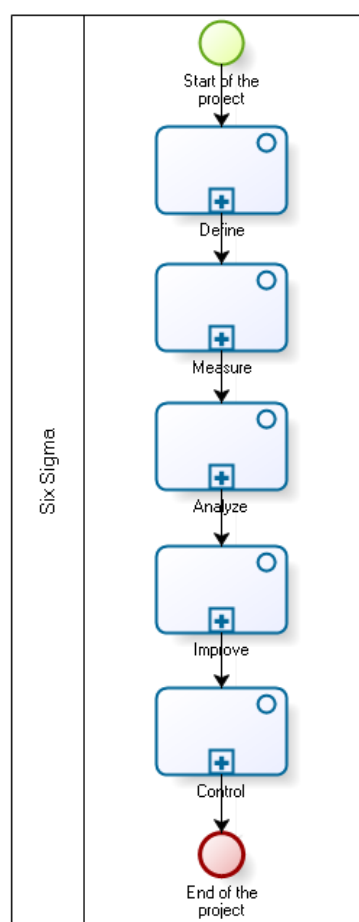 Six Sigma
Start of the
project
Define
Measure
Analyze
Improve
Control
End of the
project